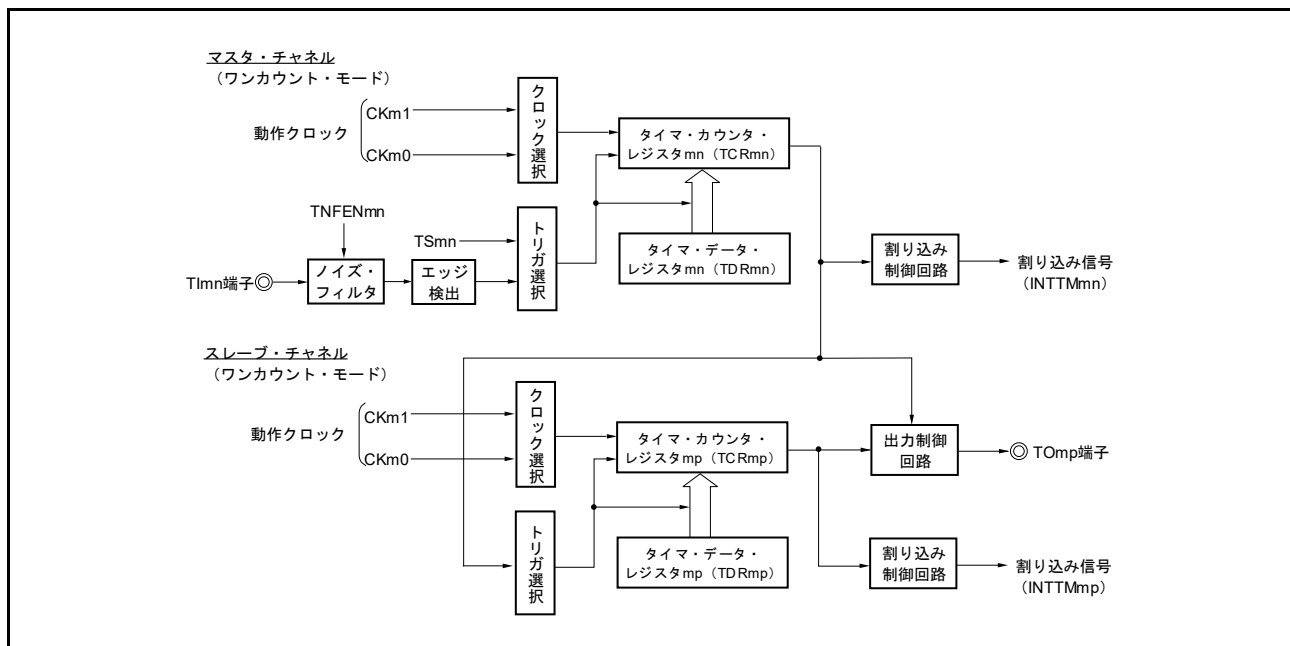 マスタ・チャネル
（ワンカウント・モード）
動作クロック
CKm1
CKm0
クロック選択
タイマ・カウンタ・
レジスタmn（TCRmn）
TNFENmn
TSmn
TImn端子
ノイズ・
フィルタ
エッジ
検出
トリガ選択
タイマ・データ・
レジスタmn（TDRmn）
割り込み
制御回路
割り込み信号
（INTTMmn）
スレーブ・チャネル
（ワンカウント・モード）
動作クロック
CKm1
CKm0
クロック選択
タイマ・カウンタ・
レジスタmp（TCRmp）
出力制御
回路
TOmp端子
トリガ選択
タイマ・データ・
レジスタmp（TDRmp）
割り込み
制御回路
割り込み信号
（INTTMmp）